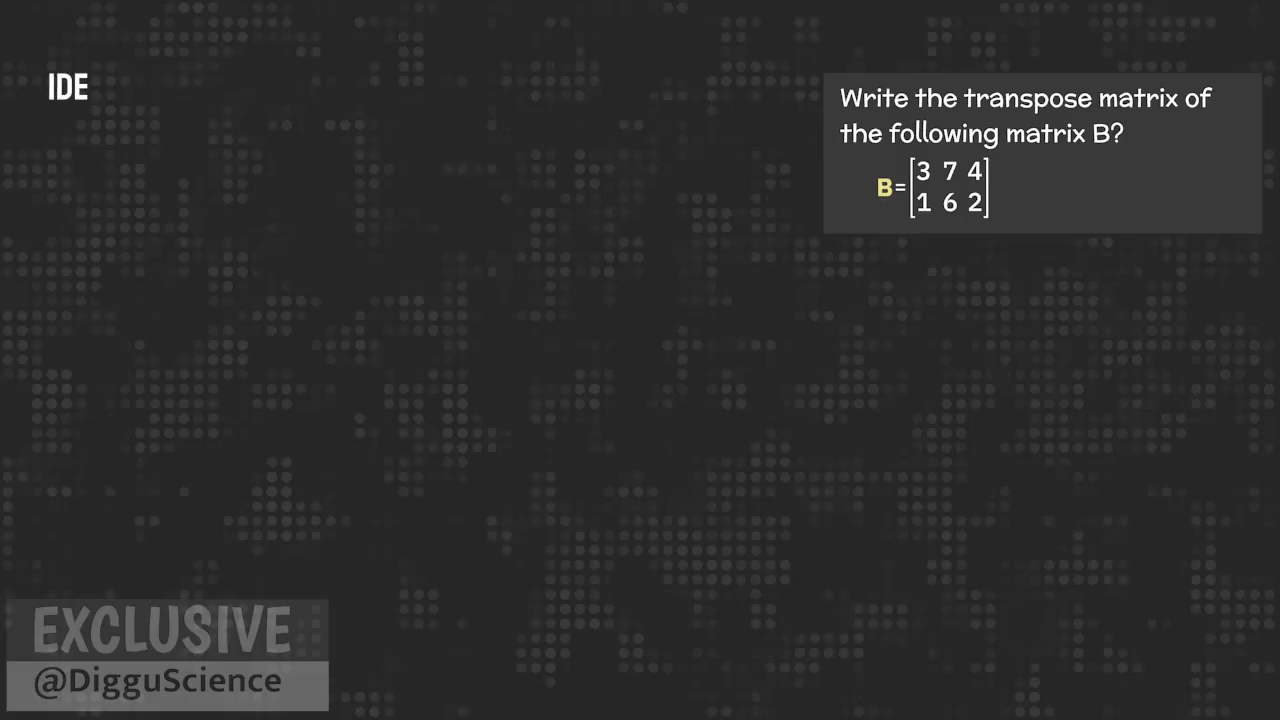 IDE
Write the transpose matrix of
the following matrix B?
B=[3 7 4]
[1 6 2]
EXCLUSIVE
@DigguScience